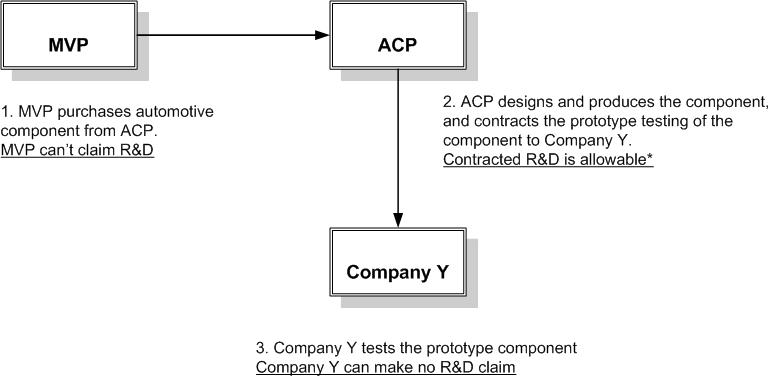 MVP
ACP
1. MVP purchases automotive
component from ACP.
MVP can't claim R&D
2. ACP designs and produces the component,
and contracts the prototype testing of the
component to Company Y.
Contracted R&D is allowable*
Company Y
3. Company Y tests the prototype component
Company Y can make no R&D claim